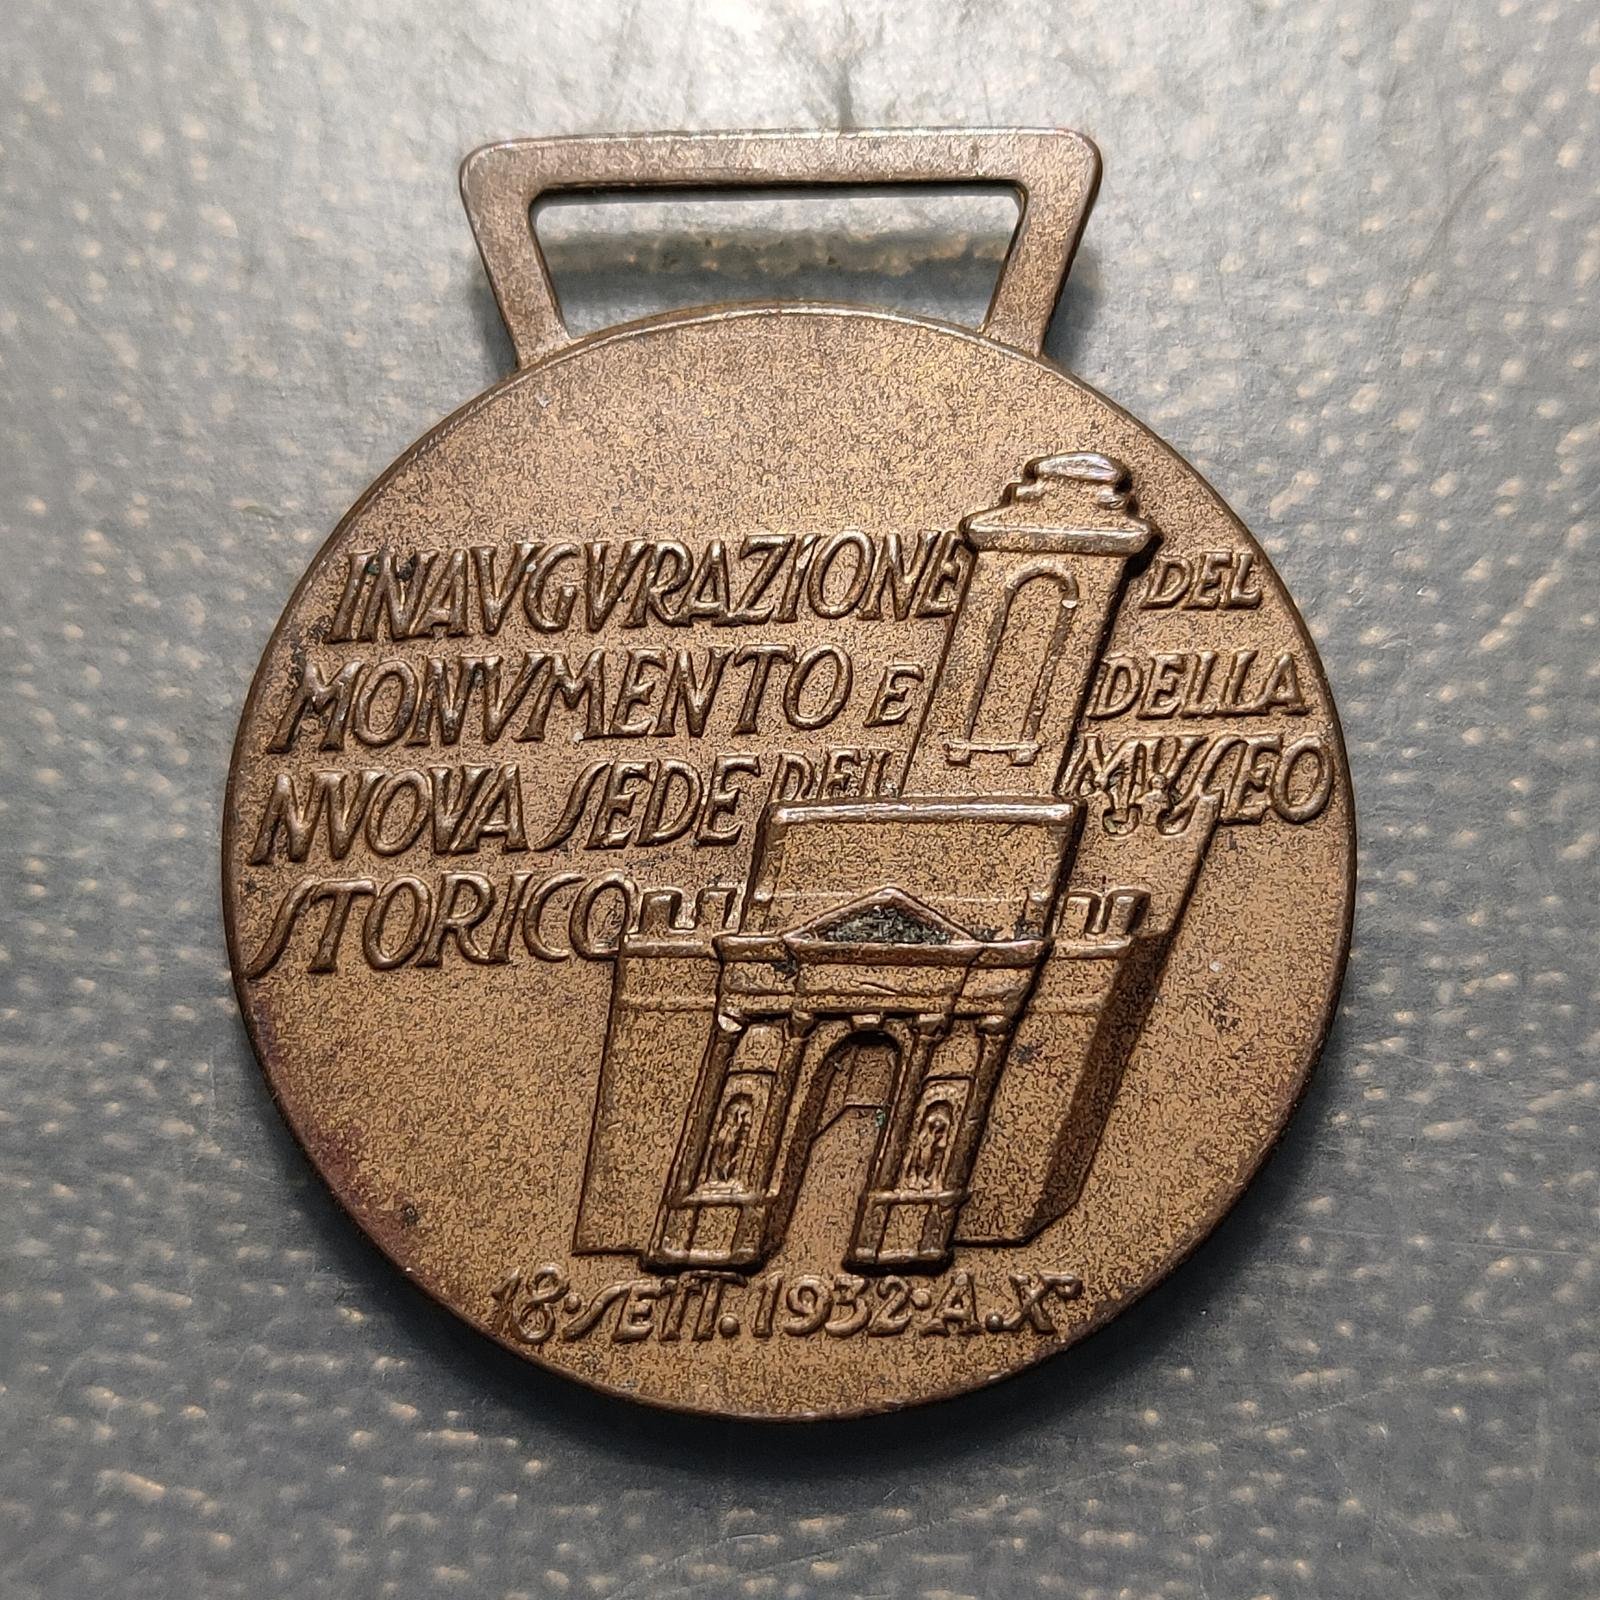 INAVGVRAZIONE DEL
MONVMENTO E DELLA
NVOVA SEDE DEL MVSEO
STORICO
18·SETT.1932·A.X°